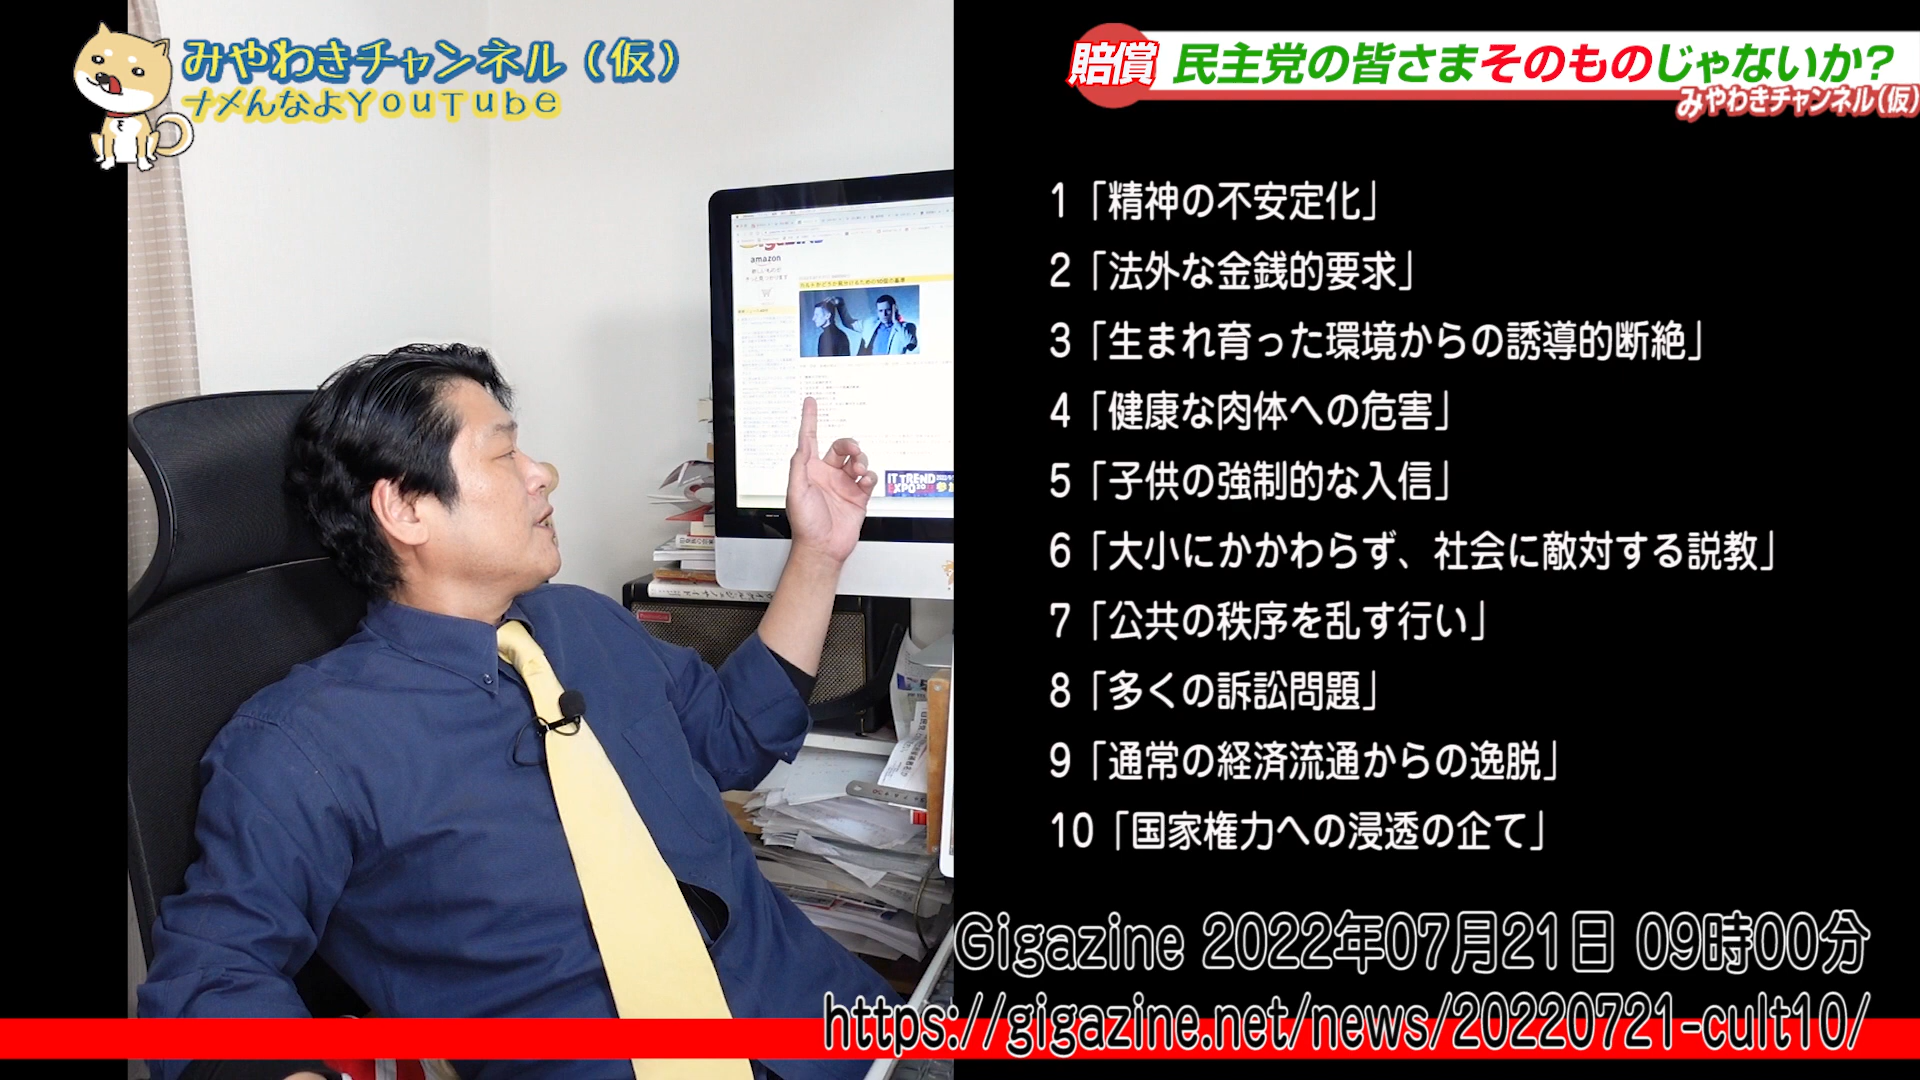 みやわきチャンネル（仮）
ナメんなよYouTube
賠償 民主党の皆さまそのものじゃないか？
みやわきチャンネル（仮）
1「精神の不安定化」
2「法外な金銭的要求」
3「生まれ育った環境からの誘導的断絶」
4「健康な肉体への危害」
5「子供の強制的な入信」
6「大小にかかわらず、社会に敵対する説教」
7「公共の秩序を乱す行い」
8「多くの訴訟問題」
9「通常の経済流通からの逸脱」
10「国家権力への浸透の企て」
Gigazine 2022年07月21日 09時00分
https://gigazine.net/news/20220721-cult10/
amazon
IT TREND
EXPO